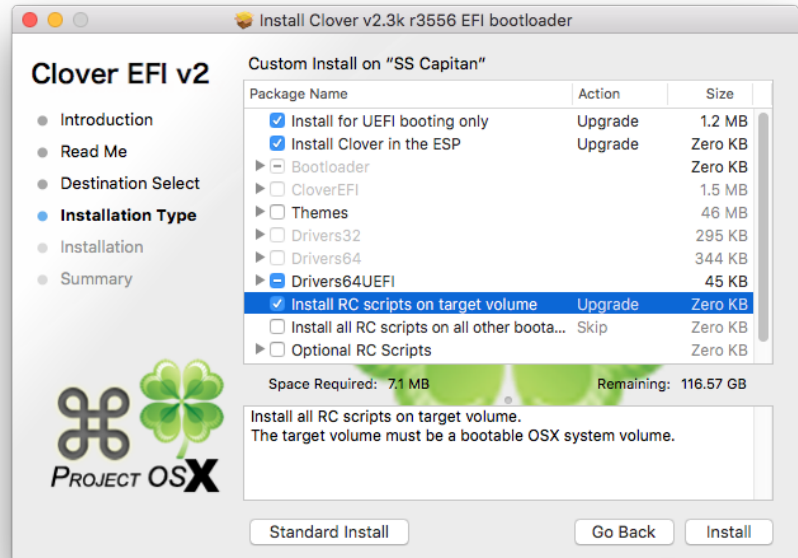 Install Clover v2.3k r3556 EFI bootloader
Clover EFI v2
Introduction
Read Me
Destination Select
Installation Type
Installation
Summary
PROJECT OSX
Custom Install on “SS Capitan”
Package Name Action Size
Install for UEFI booting only Upgrade 1.2 MB
Install Clover in the ESP Upgrade Zero KB
Bootloader Zero KB
CloverEFI 1.5 MB
Themes 46 MB
Drivers32 295 KB
Drivers64 344 KB
Drivers64UEFI 45 KB
Install RC scripts on target volume Upgrade Zero KB
Install all RC scripts on all other boota... Skip Zero KB
Optional RC Scripts Zero KB
Space Required: 7.1 MB Remaining: 116.57 GB
Install all RC scripts on target volume.
The target volume must be a bootable OSX system volume.
Standard Install Go Back Install